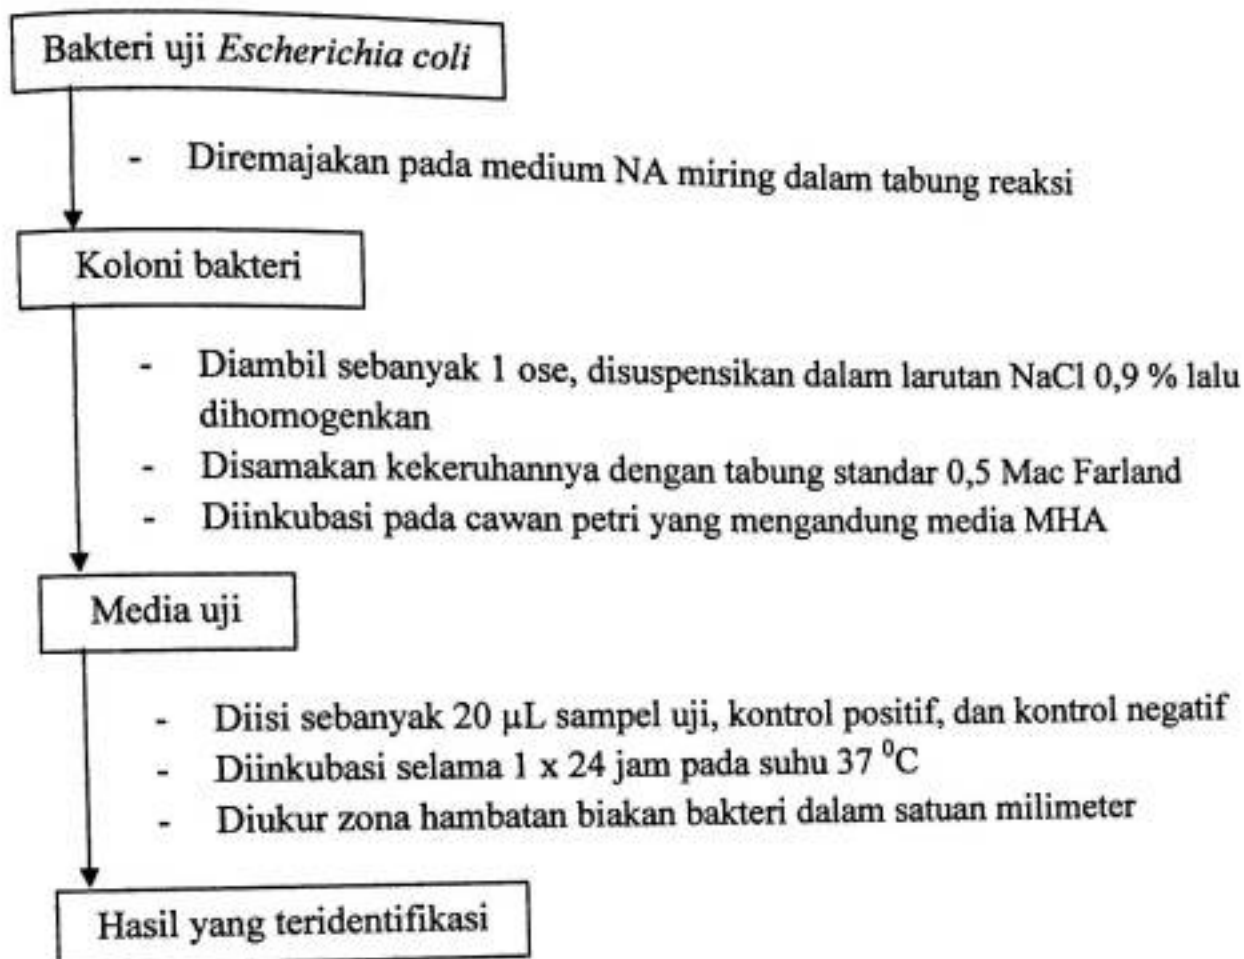 Bakteri uji Escherichia coli
- Diremajakan pada medium NA miring dalam tabung reaksi
Koloni bakteri
- Diambil sebanyak 1 ose, disuspensikan dalam larutan NaCl 0,9 % lalu
dihomogenkan
- Disamakan kekeruhannya dengan tabung standar 0,5 Mac Farland
- Diinkubasi pada cawan petri yang mengandung media MHA
Media uji
- Diisi sebanyak 20 µL sampel uji, kontrol positif, dan kontrol negatif
- Diinkubasi selama 1 x 24 jam pada suhu 37 ⁰C
- Diukur zona hambatan biakan bakteri dalam satuan milimeter
Hasil yang teridentifikasi